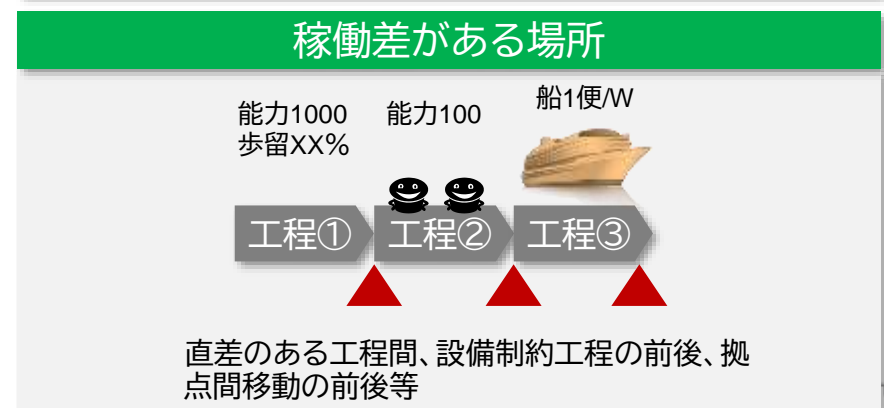 稼働差がある場所
能力1000
歩留XX%
能力100
船1便/W
工程①
工程②
工程③
直差のある工程間、設備制約工程の前後、拠
点間移動の前後等